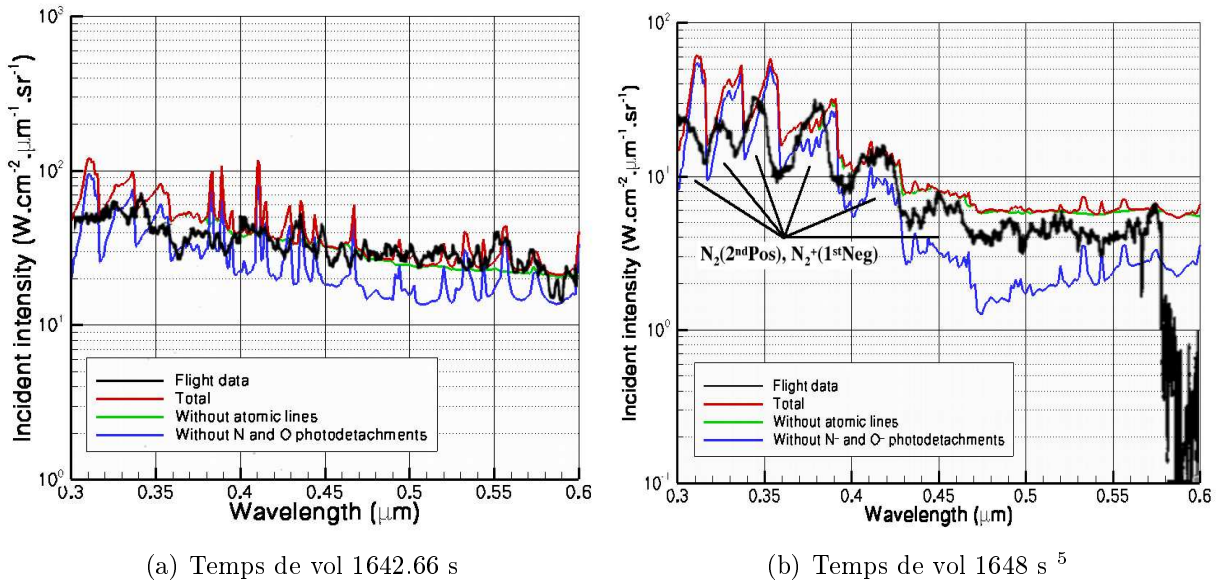 10³
10²
10¹
10⁰
Incident intensity (W.cm⁻².μm⁻¹.sr⁻¹)
Flight data
Total
Without atomic lines
Without N and O photodetachments
0.3 0.35 0.4 0.45 0.5 0.55 0.6
Wavelength (μm)
(a) Temps de vol 1642.66 s
10²
10¹
10⁰
10⁻¹
Incident intensity (W.cm⁻².μm⁻¹.sr⁻¹)
N₂(2ⁿᵈPos), N₂⁺(1ˢᵗNeg)
Flight data
Total
Without atomic lines
Without N⁻ and O⁻ photodetachments
0.3 0.35 0.4 0.45 0.5 0.55 0.6
Wavelength (μm)
(b) Temps de vol 1648 s ⁵